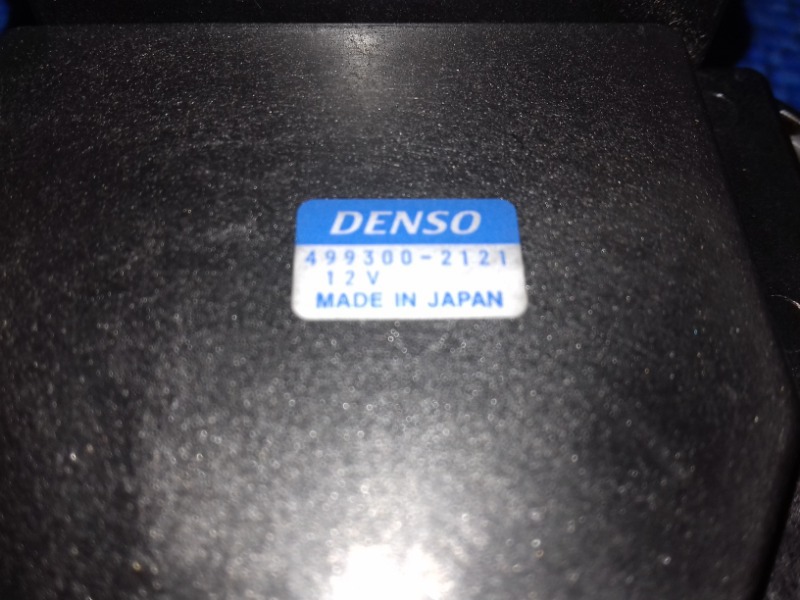 DENSO
499300-2121
12V
MADE IN JAPAN